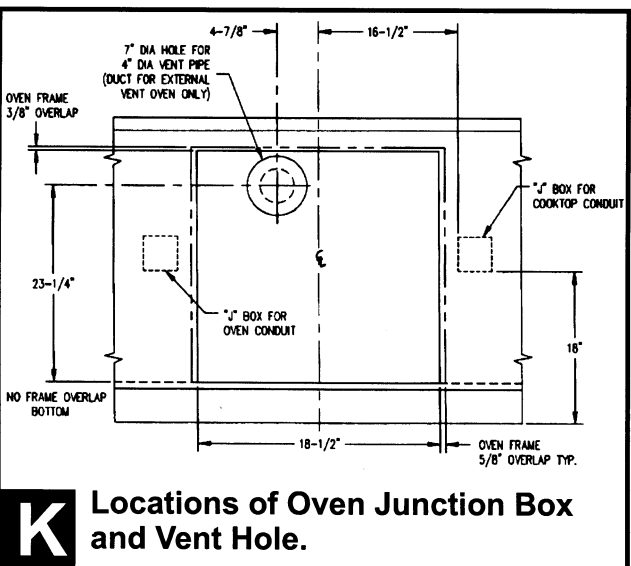 4-7/8"
16-1/2"
7" DIA HOLE FOR
4" DIA VENT PIPE
(DUCT FOR EXTERNAL
VENT OVEN ONLY)
OVEN FRAME
3/8" OVERLAP
"J" BOX FOR
COOKTOP CONDUIT
℄
23-1/4"
"J" BOX FOR
OVEN CONDUIT
18"
NO FRAME OVERLAP
BOTTOM
18-1/2"
OVEN FRAME
5/8" OVERLAP TYP.
K
Locations of Oven Junction Box
and Vent Hole.